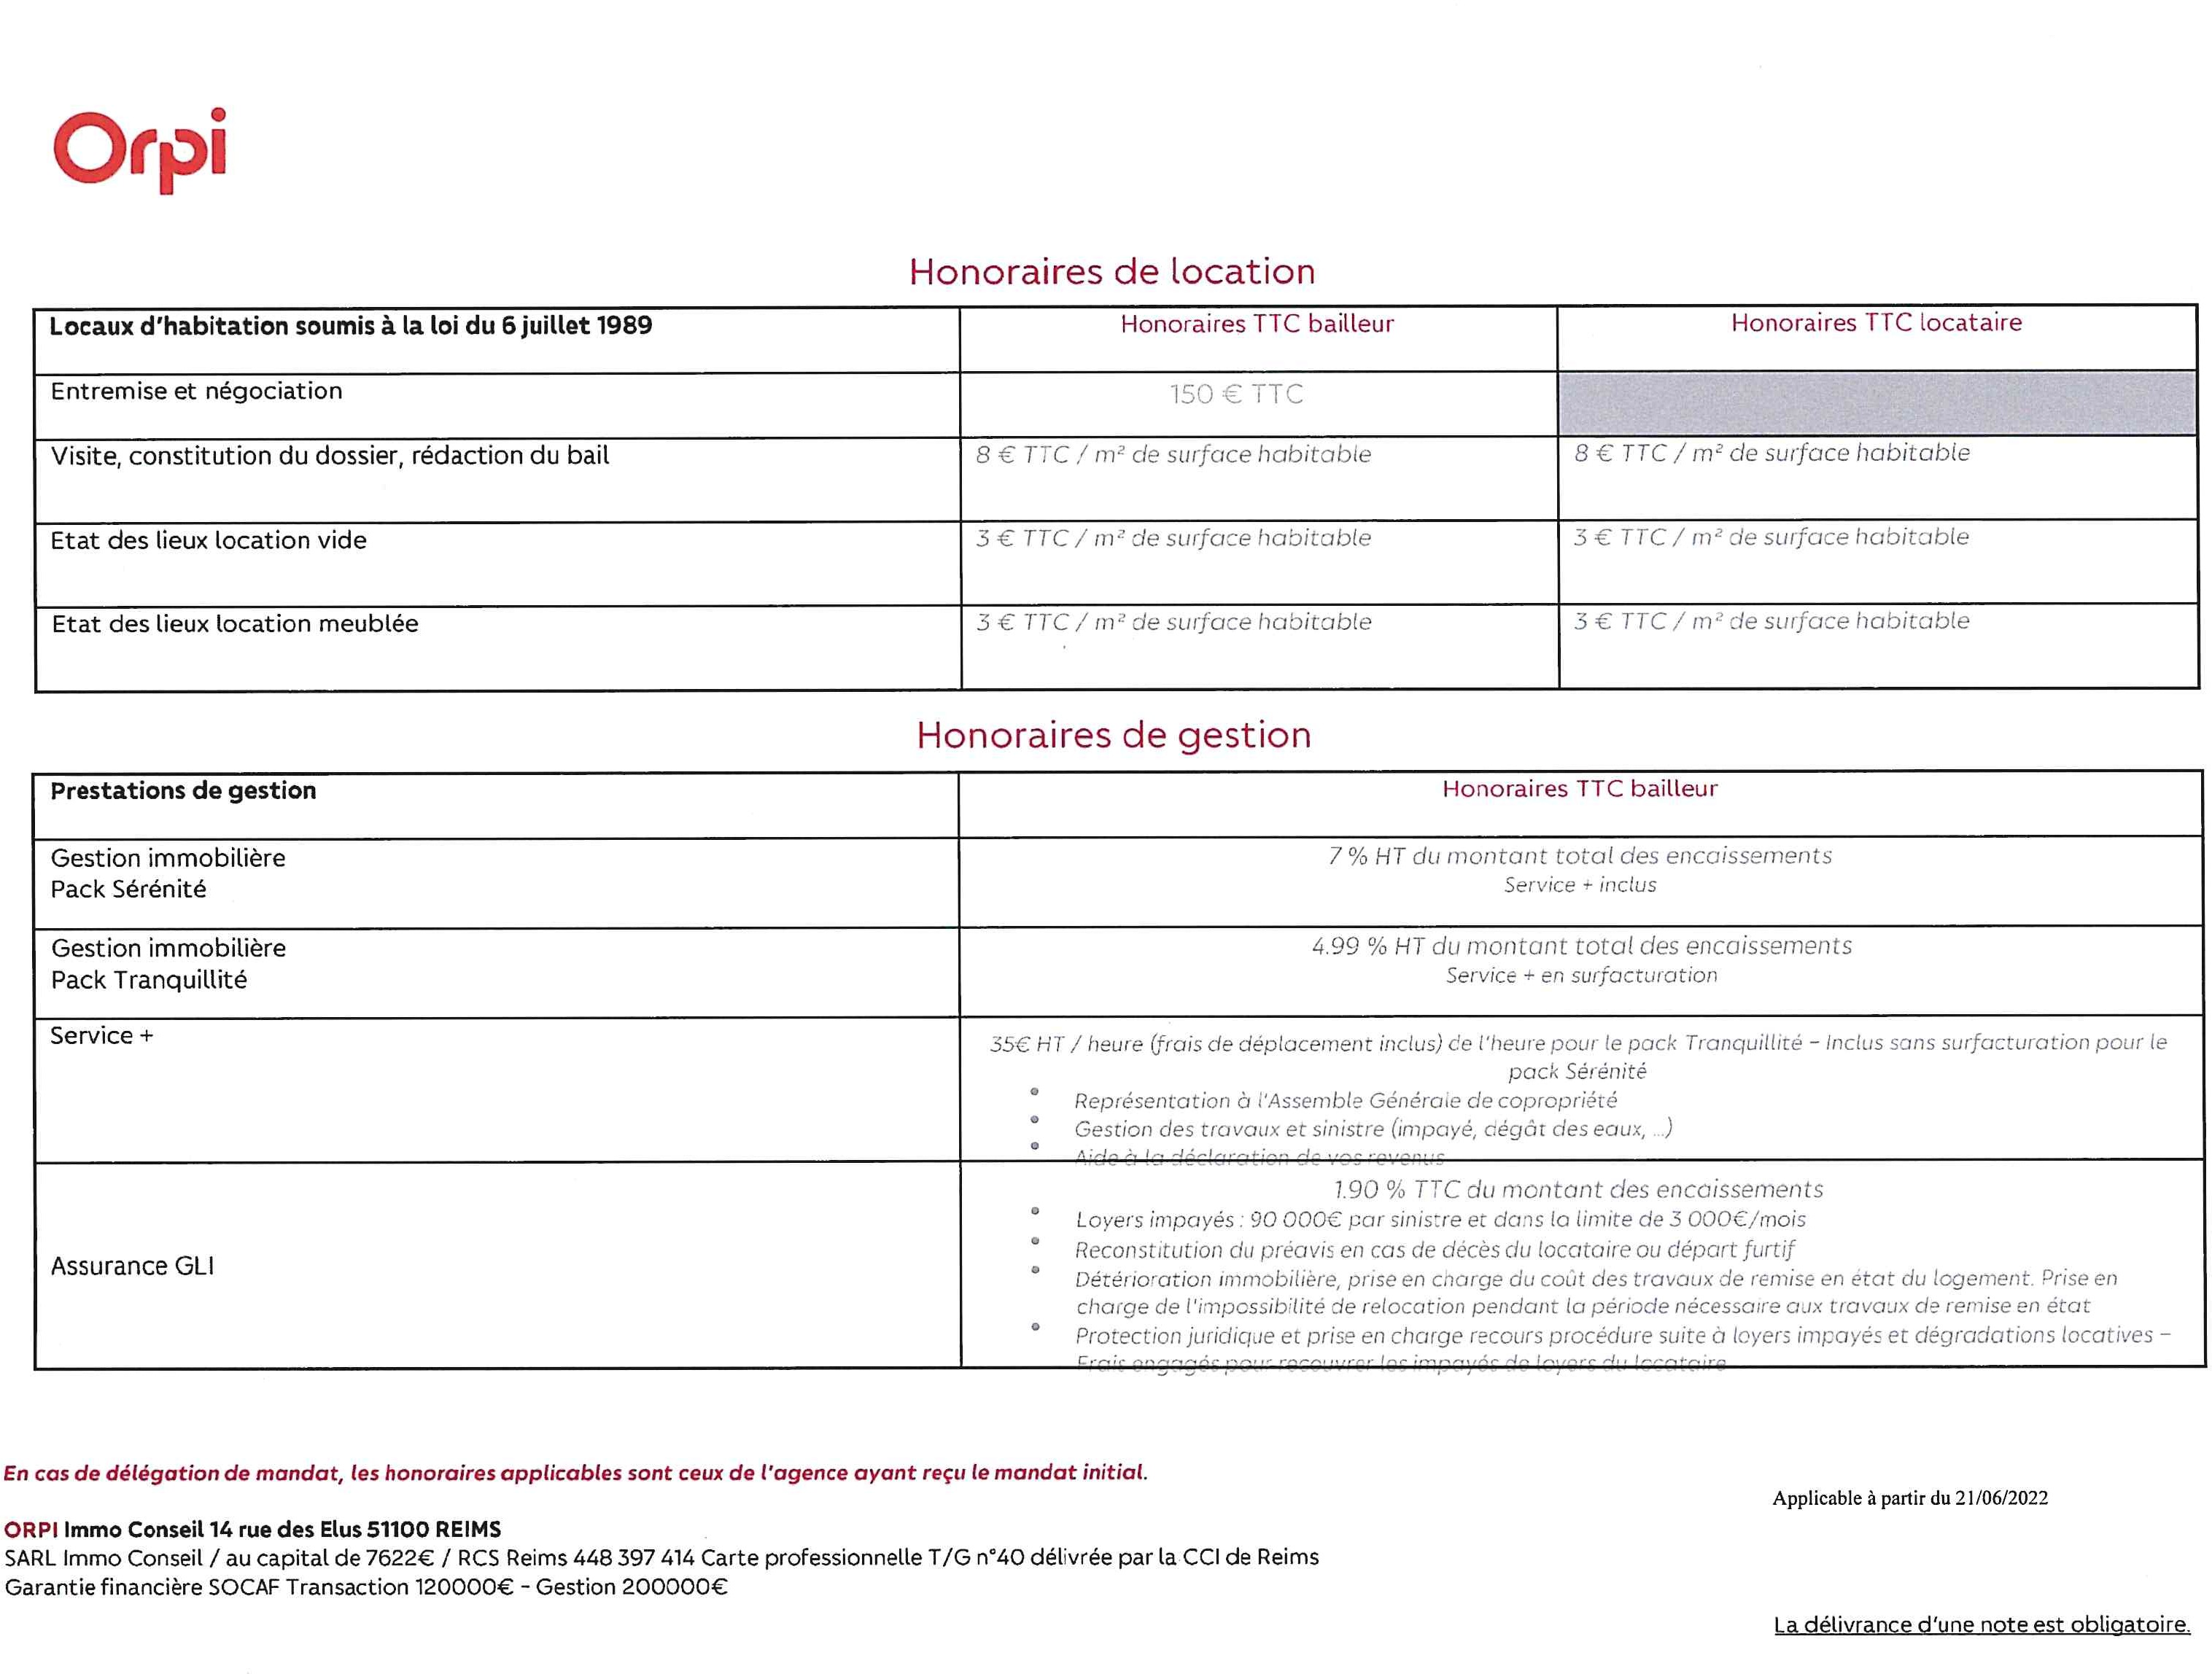 Orpi
Honoraires de location
Locaux d'habitation soumis à la loi du 6 juillet 1989
Honoraires TTC bailleur
Honoraires TTC locataire
Entremise et négociation
150 € TTC
Visite, constitution du dossier, rédaction du bail
8 € TTC / m² de surface habitable
8 € TTC / m² de surface habitable
Etat des lieux location vide
3 € TTC / m² de surface habitable
3 € TTC / m² de surface habitable
Etat des lieux location meublée
3 € TTC / m² de surface habitable
3 € TTC / m² de surface habitable
Honoraires de gestion
Prestations de gestion
Honoraires TTC bailleur
Gestion immobilière
Pack Sérénité
7 % HT du montant total des encaissements
Service + inclus
Gestion immobilière
Pack Tranquillité
4.99 % HT du montant total des encaissements
Service + en surfacturation
Service +
35€ HT / heure (frais de déplacement inclus) de l'heure pour le pack Tranquillité – Inclus sans surfacturation pour le
pack Sérénité
• Représentation à l'Assemble Générale de copropriété
• Gestion des travaux et sinistre (impayé, dégât des eaux, ...)
• Aide à la déclaration de vos revenus
Assurance GLI
1.90 % TTC du montant des encaissements
• Loyers impayés : 90 000€ par sinistre et dans la limite de 3 000€/mois
• Reconstitution du préavis en cas de décès du locataire ou départ furtif
• Détérioration immobilière, prise en charge du coût des travaux de remise en état du logement. Prise en
charge de l'impossibilité de relocation pendant la période nécessaire aux travaux de remise en état
• Protection juridique et prise en charge recours procédure suite à loyers impayés et dégradations locatives –
Frais engagés pour recouvrer les impayés de loyers du locataire
En cas de délégation de mandat, les honoraires applicables sont ceux de l'agence ayant reçu le mandat initial.
Applicable à partir du 21/06/2022
ORPI Immo Conseil 14 rue des Elus 51100 REIMS
SARL Immo Conseil / au capital de 7622€ / RCS Reims 448 397 414 Carte professionnelle T/G n°40 délivrée par la CCI de Reims
Garantie financière SOCAF Transaction 120000€ - Gestion 200000€
La délivrance d'une note est obligatoire.